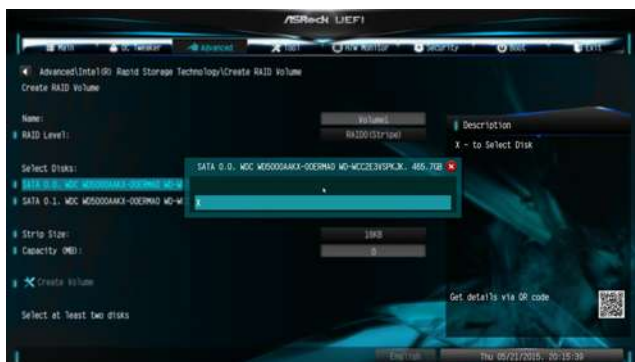 ASRock UEFI
Main OC Tweaker Advanced Tool H/W Monitor Security Boot Exit
Advanced\Intel(R) Rapid Storage Technology\Create RAID Volume
Create RAID Volume
Name: Volume1
RAID Level: RAID0(Stripe)
Select Disks:
SATA 0.0, WDC WD5000AAKX-00ERMA0 WD-W
SATA 0.1, WDC WD5000AAKX-00ERMA0 WD-W
SATA 0.0, WDC WD5000AAKX-00ERMA0 WD-WCC2E3VSPKJK, 465.7GB
X
Strip Size: 16KB
Capacity (MB): 0
Create Volume
Select at least two disks
Description
X - to Select Disk
Get details via QR code
English Thu 05/21/2015, 20:15:39